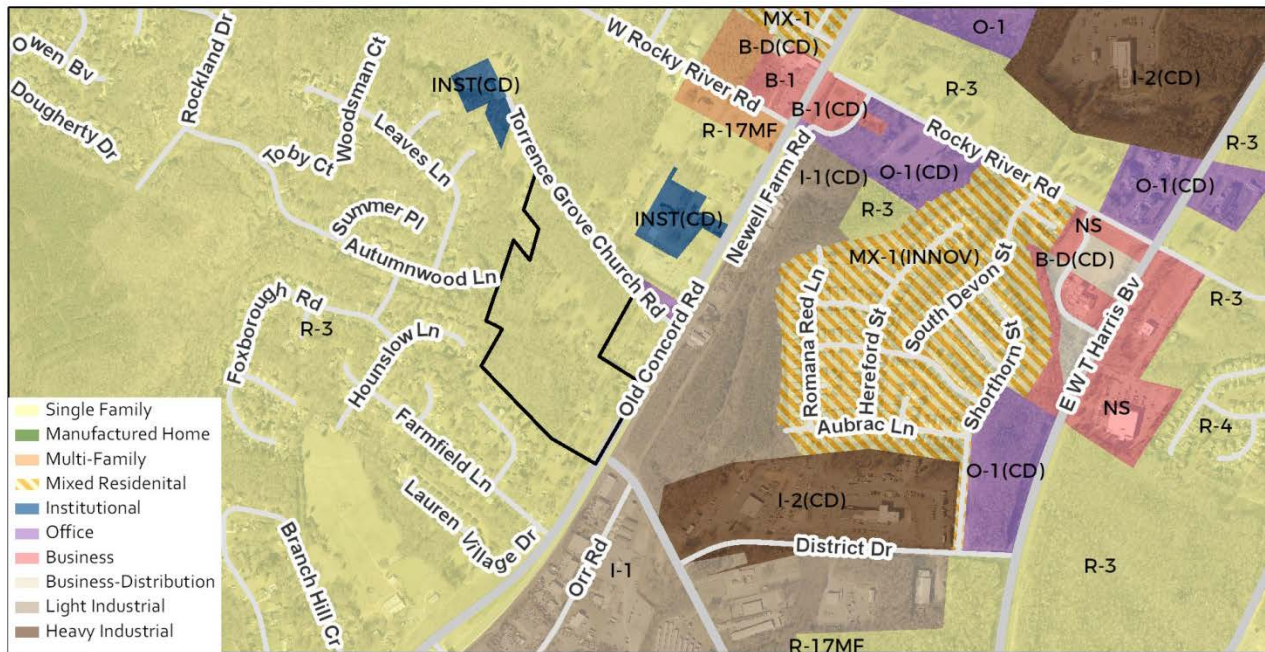 MX-1
O-1
Owen Bv
Rockland Dr
W Rocky River Rd
B-D(CD)
I-2(CD)
Woodsman Ct
INST(CD)
B-1
R-3
Dougherty Dr
Leaves Ln
Torrence Grove Church Rd
B-1(CD)
Rocky River Rd
R-3
Toby Ct
R-17MF
O-1(CD)
O-1(CD)
I-1(CD)
Summer Pl
INST(CD)
Newell Farm Rd
R-3
NS
Autumnwood Ln
MX-1(INNOV)
B-D(CD)
South Devon St
Foxborough Rd
Romana Red Ln
Hereford St
E W T Harris Bv
R-3
R-3
Hounslow Ln
Old Concord Rd
Shorthorn St
NS
R-4
Farmfield Ln
Aubrac Ln
O-1(CD)
Lauren Village Dr
I-2(CD)
District Dr
Branch Hill Cr
Orr Rd
I-1
R-3
R-17MF
Single Family
Manufactured Home
Multi-Family
Mixed Residenital
Institutional
Office
Business
Business-Distribution
Light Industrial
Heavy Industrial